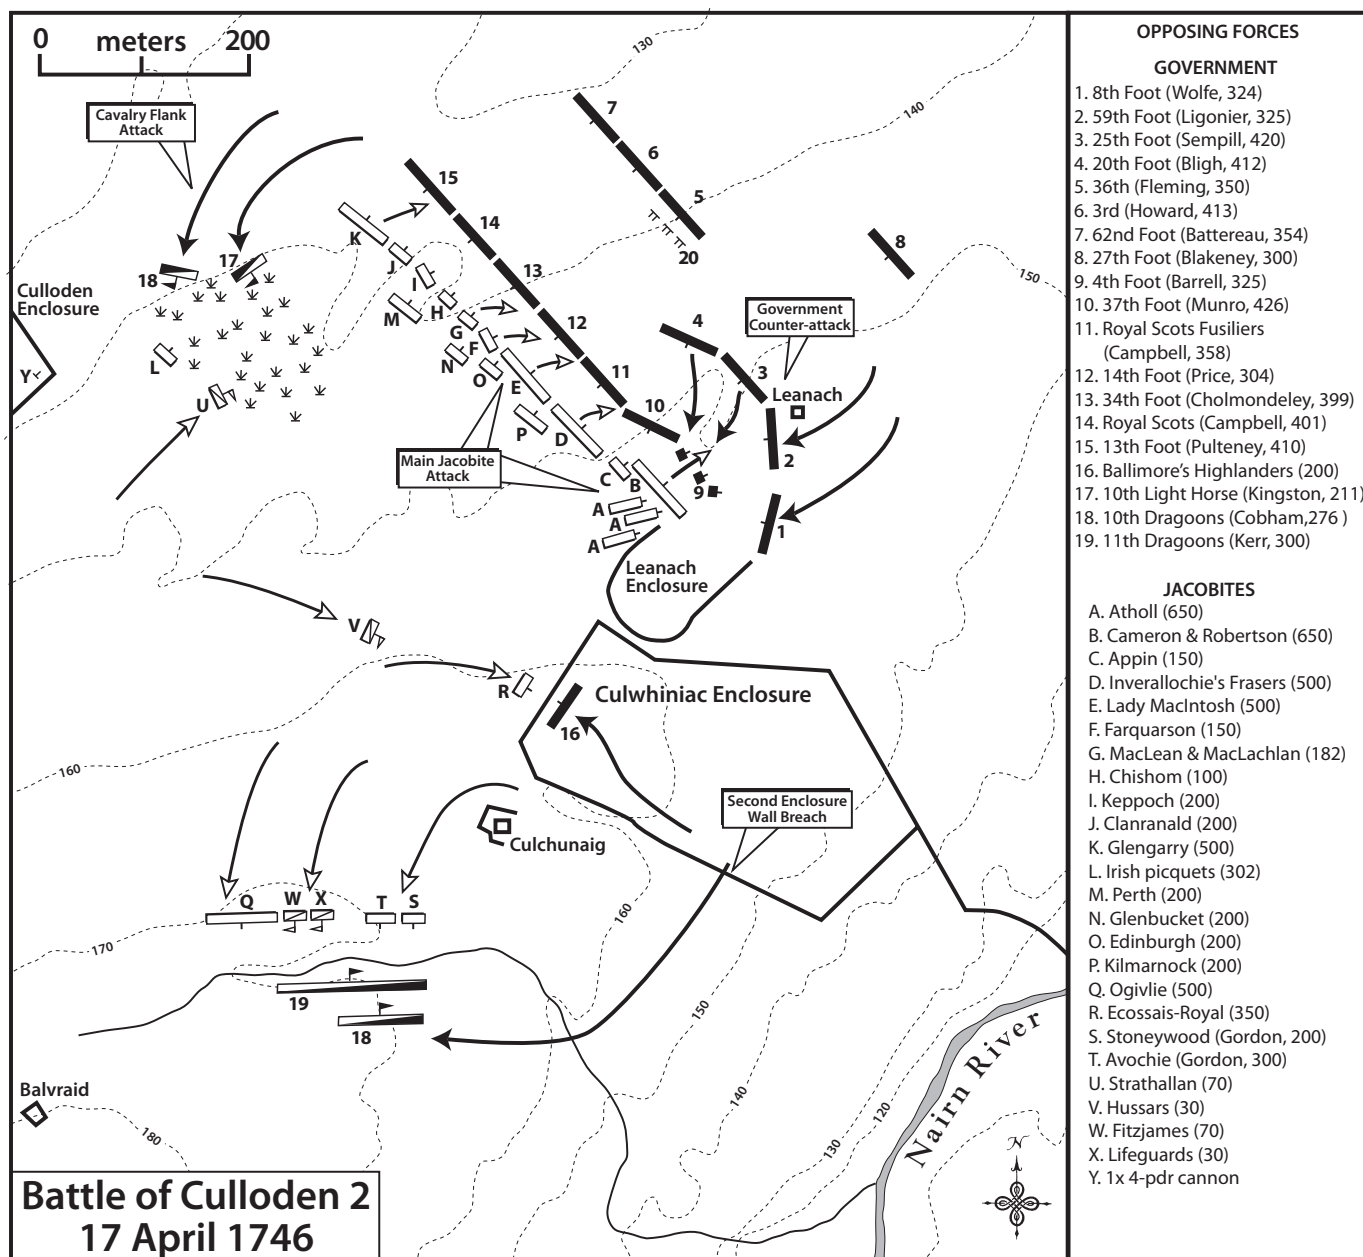 0 meters 200
Cavalry Flank
Attack
130
140
150
7
6
5
20
8
15
14
13
12
11
10
K
J
I
H
G
F
E
D
M
N
O
P
18
17
Culloden
Enclosure
L
Y
U
Government
Counter-attack
4
3
Leanach
2
9
1
Main Jacobite
Attack
C
B
A
A
A
Leanach
Enclosure
V
R
Culwhiniac Enclosure
16
160
Second Enclosure
Wall Breach
Culchunaig
Q
W
X
T
S
170
160
19
18
150
140
130
120
Balvraid
180
Nairn River
N
Battle of Culloden 2
17 April 1746
OPPOSING FORCES
GOVERNMENT
1. 8th Foot (Wolfe, 324)
2. 59th Foot (Ligonier, 325)
3. 25th Foot (Sempill, 420)
4. 20th Foot (Bligh, 412)
5. 36th (Fleming, 350)
6. 3rd (Howard, 413)
7. 62nd Foot (Battereau, 354)
8. 27th Foot (Blakeney, 300)
9. 4th Foot (Barrell, 325)
10. 37th Foot (Munro, 426)
11. Royal Scots Fusiliers
(Campbell, 358)
12. 14th Foot (Price, 304)
13. 34th Foot (Cholmondeley, 399)
14. Royal Scots (Campbell, 401)
15. 13th Foot (Pulteney, 410)
16. Ballimore's Highlanders (200)
17. 10th Light Horse (Kingston, 211)
18. 10th Dragoons (Cobham,276 )
19. 11th Dragoons (Kerr, 300)
JACOBITES
A. Atholl (650)
B. Cameron & Robertson (650)
C. Appin (150)
D. Inverallochie's Frasers (500)
E. Lady MacIntosh (500)
F. Farquarson (150)
G. MacLean & MacLachlan (182)
H. Chishom (100)
I. Keppoch (200)
J. Clanranald (200)
K. Glengarry (500)
L. Irish picquets (302)
M. Perth (200)
N. Glenbucket (200)
O. Edinburgh (200)
P. Kilmarnock (200)
Q. Ogivlie (500)
R. Ecossais-Royal (350)
S. Stoneywood (Gordon, 200)
T. Avochie (Gordon, 300)
U. Strathallan (70)
V. Hussars (30)
W. Fitzjames (70)
X. Lifeguards (30)
Y. 1x 4-pdr cannon